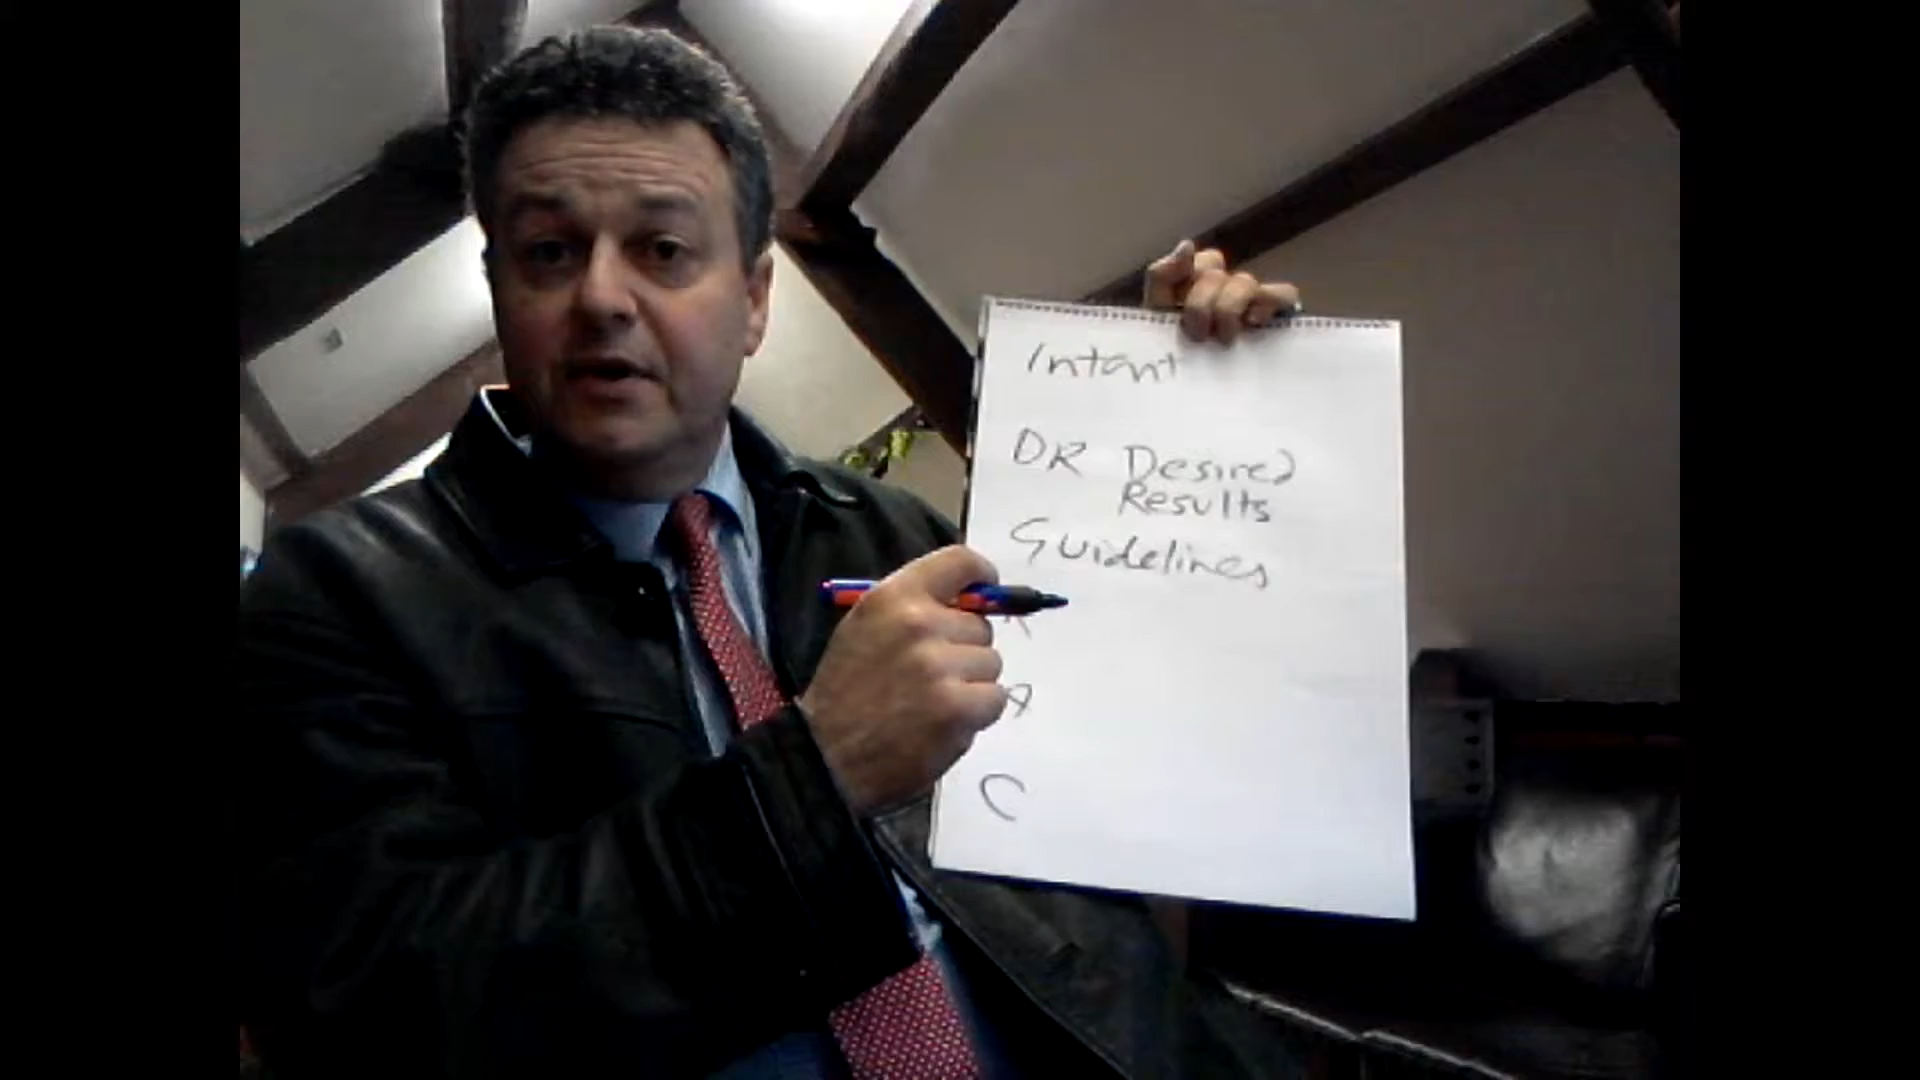 Intent
DR Desired
Results
Guidelines
R
A
C